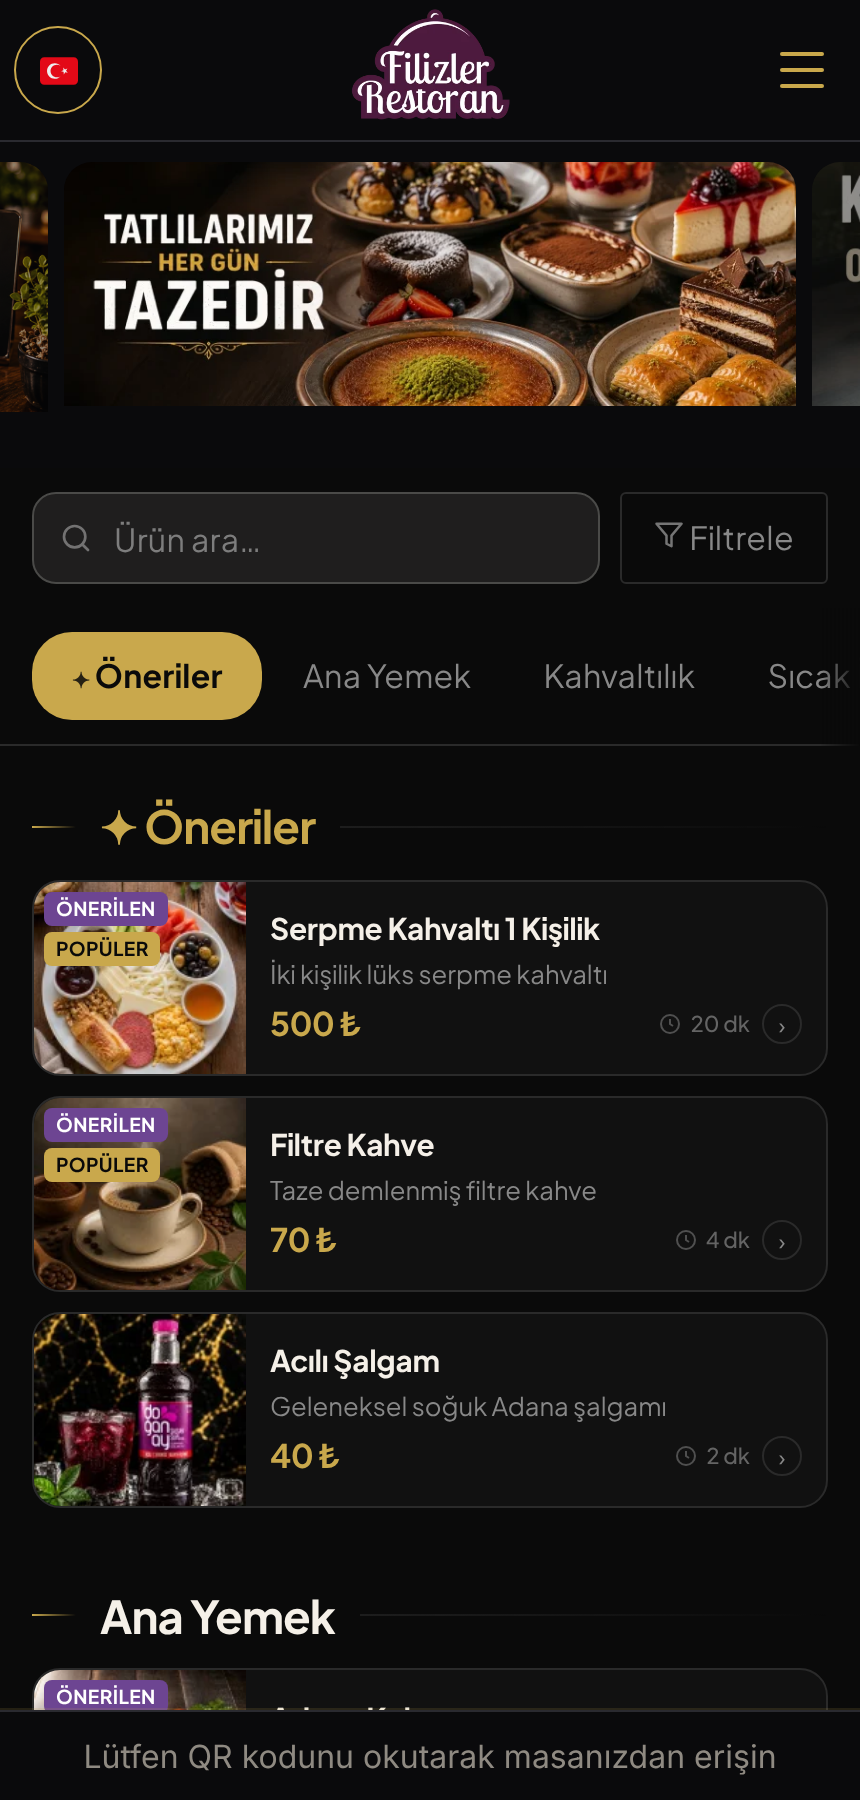 Filizler
Restoran
TATLILARIMIZ
HER GÜN
TAZEDİR
K
Ürün ara...
Filtrele
Öneriler
Ana Yemek
Kahvaltılık
Sıcak
Öneriler
ÖNERİLEN
POPÜLER
Serpme Kahvaltı 1 Kişilik
İki kişilik lüks serpme kahvaltı
500 ₺
20 dk
ÖNERİLEN
POPÜLER
Filtre Kahve
Taze demlenmiş filtre kahve
70 ₺
4 dk
doğanay
Acılı Şalgam
Geleneksel soğuk Adana şalgamı
40 ₺
2 dk
Ana Yemek
ÖNERİLEN
Lütfen QR kodunu okutarak masanızdan erişin